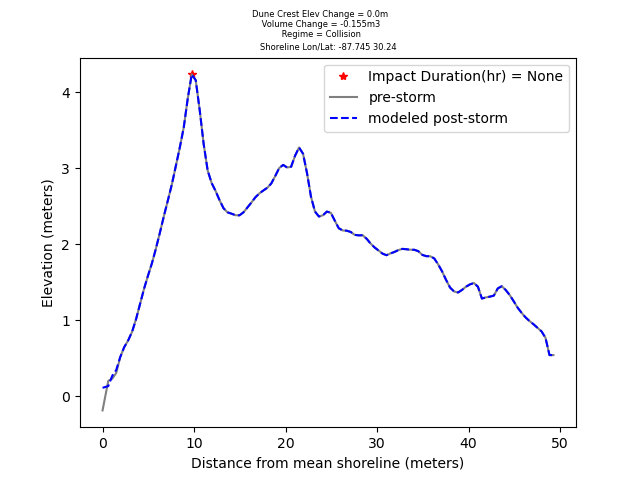 Dune Crest Elev Change = 0.0m
Volume Change = -0.155m3
Regime = Collision
Shoreline Lon/Lat: -87.745 30.24
Impact Duration(hr) = None
pre-storm
modeled post-storm
Elevation (meters)
4
3
2
1
0
0 10 20 30 40 50
Distance from mean shoreline (meters)